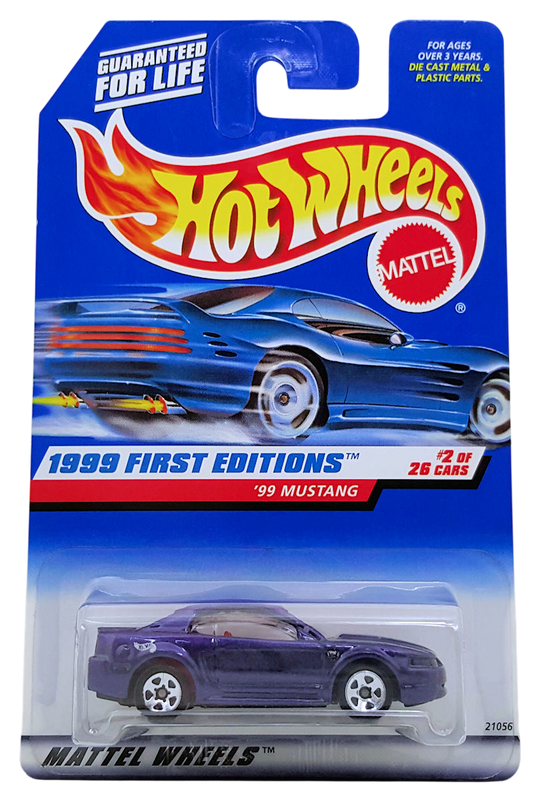 GUARANTEED
FOR LIFE
FOR AGES
OVER 3 YEARS.
DIE CAST METAL &
PLASTIC PARTS.
HOT WHEELS
MATTEL
®
1999 FIRST EDITIONS™
#2 OF
26 CARS
'99 MUSTANG
21056
MATTEL WHEELS™